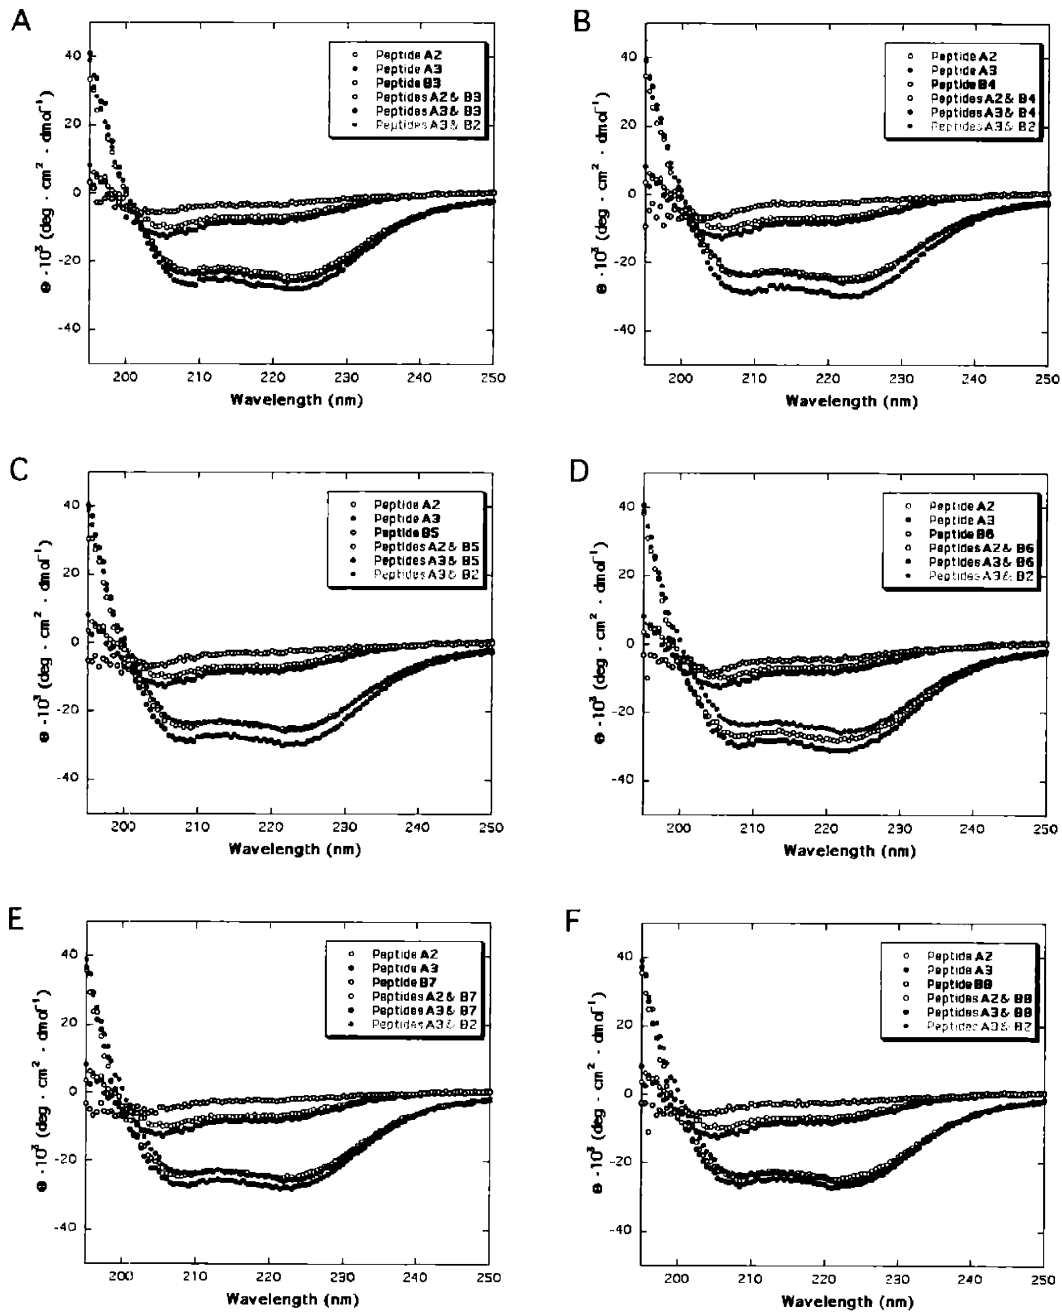 A
40
20
0
-20
-40
Θ · 10³ (deg · cm² · dmol⁻¹)
Peptide A2
Peptide A3
Peptide B3
Peptides A2 & B3
Peptides A3 & B3
Peptides A3 & B2
200
210
220
230
240
250
Wavelength (nm)
B
40
20
0
-20
-40
Θ · 10³ (deg · cm² · dmol⁻¹)
Peptide A2
Peptide A3
Peptide B4
Peptides A2 & B4
Peptides A3 & B4
Peptides A3 & B2
200
210
220
230
240
250
Wavelength (nm)
C
40
20
0
-20
-40
Θ · 10³ (deg · cm² · dmol⁻¹)
Peptide A2
Peptide A3
Peptide B5
Peptides A2 & B5
Peptides A3 & B5
Peptides A3 & B2
200
210
220
230
240
250
Wavelength (nm)
D
40
20
0
-20
-40
Θ · 10³ (deg · cm² · dmol⁻¹)
Peptide A2
Peptide A3
Peptide B6
Peptides A2 & B6
Peptides A3 & B6
Peptides A3 & B2
200
210
220
230
240
250
Wavelength (nm)
E
40
20
0
-20
-40
Θ · 10³ (deg · cm² · dmol⁻¹)
Peptide A2
Peptide A3
Peptide B7
Peptides A2 & B7
Peptides A3 & B7
Peptides A3 & B2
200
210
220
230
240
250
Wavelength (nm)
F
40
20
0
-20
-40
Θ · 10³ (deg · cm² · dmol⁻¹)
Peptide A2
Peptide A3
Peptide B8
Peptides A2 & B8
Peptides A3 & B8
Peptides A3 & B2
200
210
220
230
240
250
Wavelength (nm)